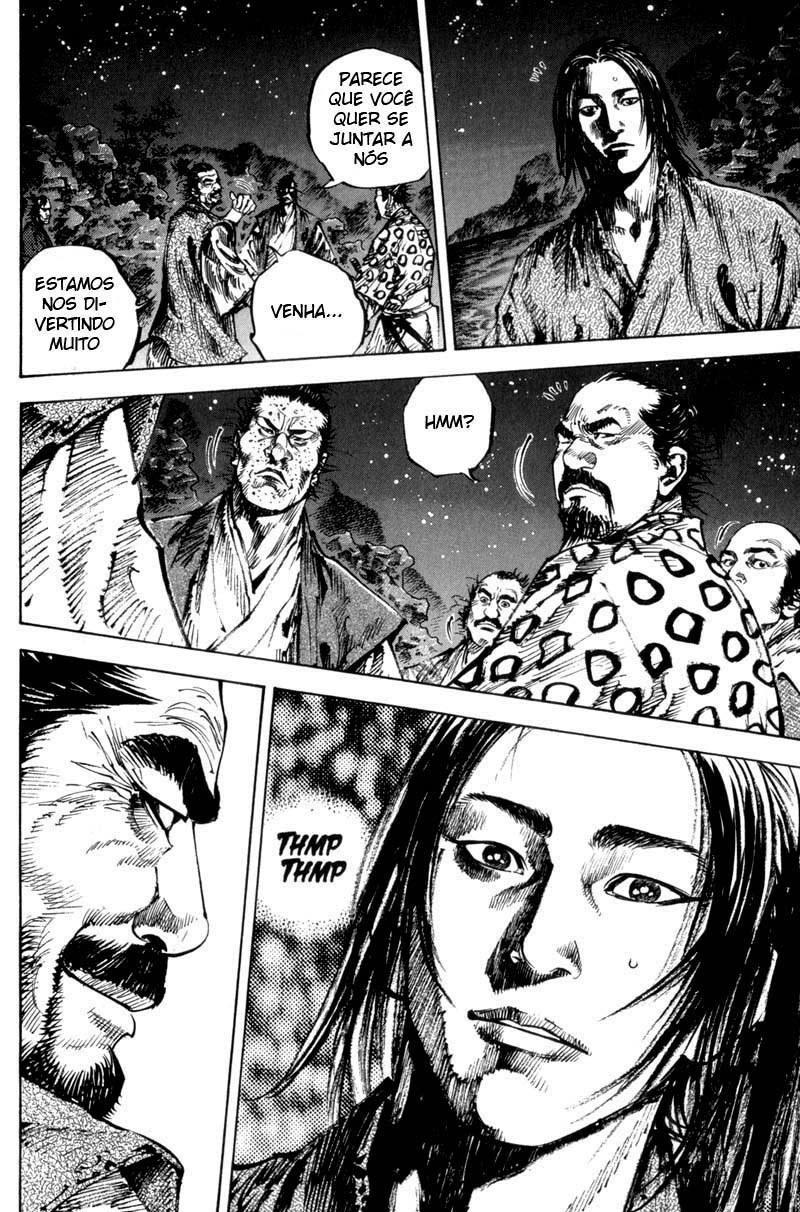 PARECE
QUE VOCÊ
QUER SE
JUNTAR A
NÓS
VENHA...
ESTAMOS
NOS DI-
VERTINDO
MUITO
HMM?
THMP
THMP